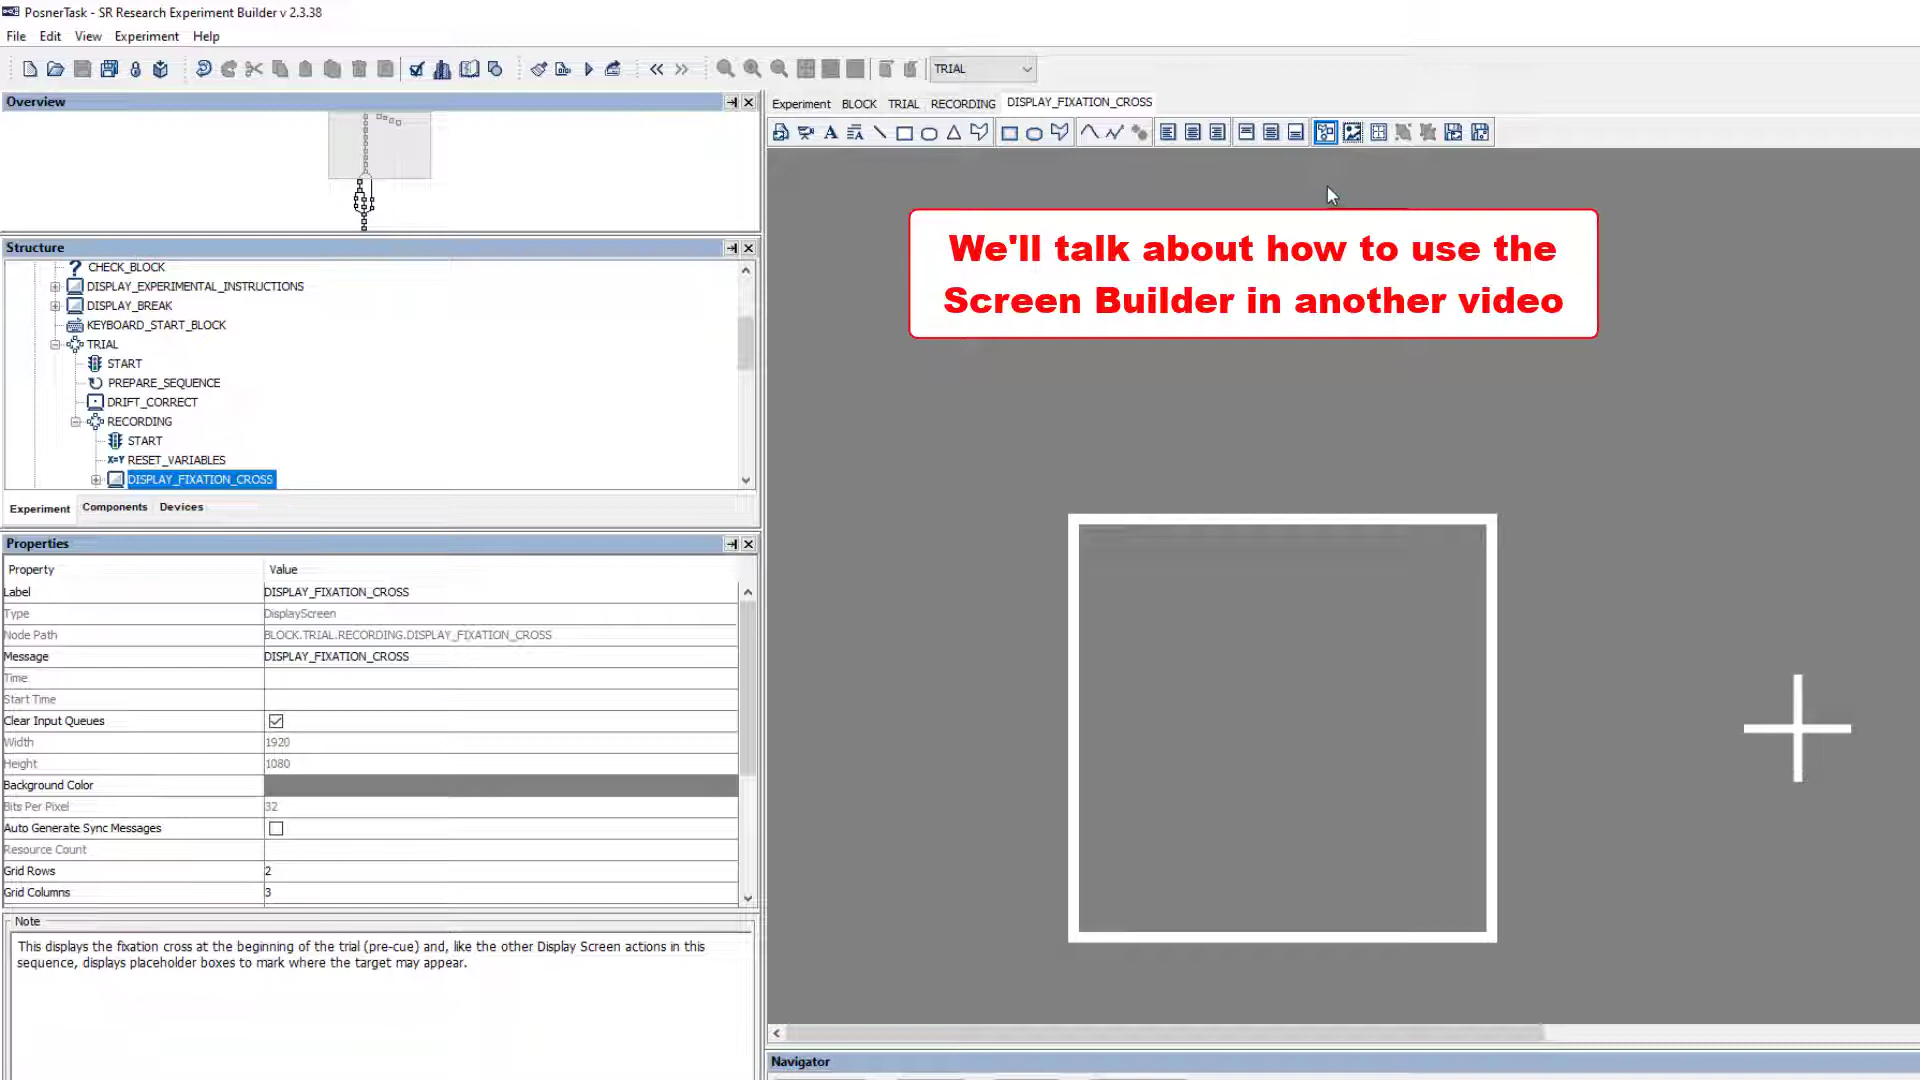 PosnerTask - SR Research Experiment Builder v 2.3.38
File Edit View Experiment Help
TRIAL
Overview
Structure
CHECK_BLOCK
DISPLAY_EXPERIMENTAL_INSTRUCTIONS
DISPLAY_BREAK
KEYBOARD_START_BLOCK
TRIAL
START
PREPARE_SEQUENCE
DRIFT_CORRECT
RECORDING
START
X=Y RESET_VARIABLES
DISPLAY_FIXATION_CROSS
Experiment Components Devices
Properties
Property Value
Label DISPLAY_FIXATION_CROSS
Type DisplayScreen
Node Path BLOCK.TRIAL.RECORDING.DISPLAY_FIXATION_CROSS
Message DISPLAY_FIXATION_CROSS
Time
Start Time
Clear Input Queues
Width 1920
Height 1080
Background Color
Bits Per Pixel 32
Auto Generate Sync Messages
Resource Count
Grid Rows 2
Grid Columns 3
Note
This displays the fixation cross at the beginning of the trial (pre-cue) and, like the other Display Screen actions in this
sequence, displays placeholder boxes to mark where the target may appear.
Experiment BLOCK TRIAL RECORDING DISPLAY_FIXATION_CROSS
We'll talk about how to use the
Screen Builder in another video
Navigator